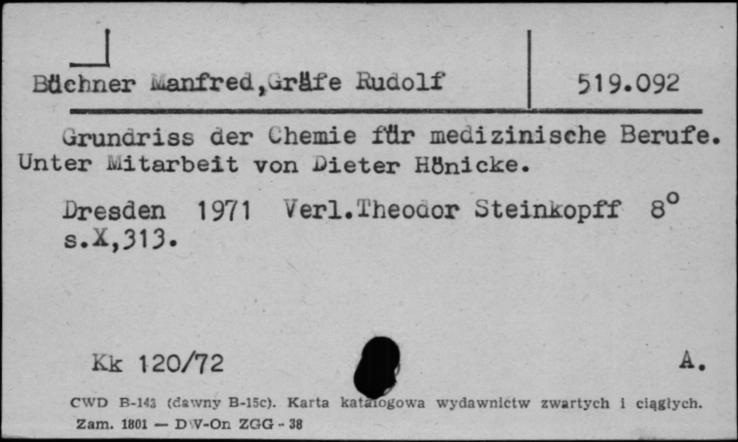 Büchner Manfred,Gräfe Rudolf 519.092
Grundriss der Chemie für medizinische Berufe.
Unter Mitarbeit von Dieter Hönicke.
Dresden 1971 Verl.Theodor Steinkopff 8°
s.X,313.
Kk 120/72 A.
CWD B-143 (dawny B-15c). Karta katalogowa wydawnictw zwartych i ciągłych.
Zam. 1801 — DW-On ZGG - 38